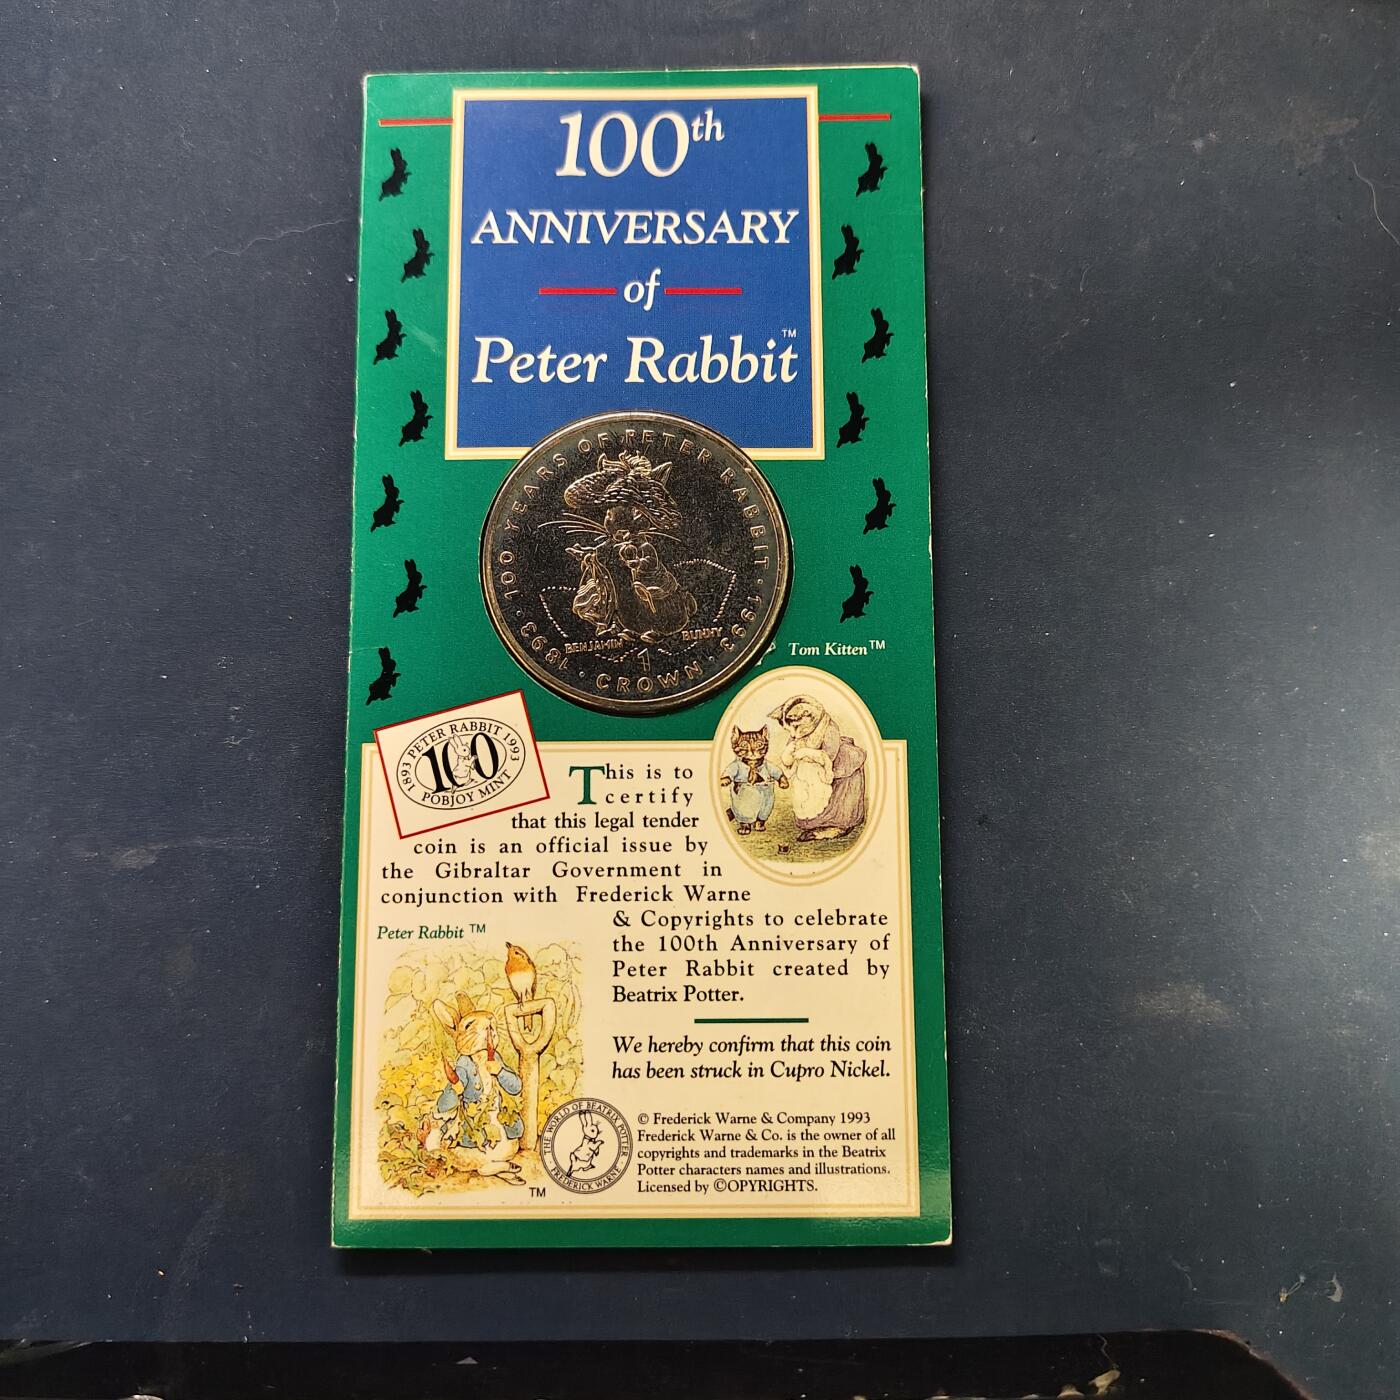 100th
ANNIVERSARY
of
Peter Rabbit™
100 YEARS OF PETER RABBIT · 1993
1893
BENJAMIN BUNNY
1
· CROWN ·
Tom Kitten™
1893 PETER RABBIT 1993
100
POBJOY MINT
This is to
certify
that this legal tender
coin is an official issue by
the Gibraltar Government in
conjunction with Frederick Warne
& Copyrights to celebrate
the 100th Anniversary of
Peter Rabbit created by
Beatrix Potter.
We hereby confirm that this coin
has been struck in Cupro Nickel.
Peter Rabbit™
THE WORLD OF BEATRIX POTTER
FREDERICK WARNE
TM
© Frederick Warne & Company 1993
Frederick Warne & Co. is the owner of all
copyrights and trademarks in the Beatrix
Potter characters names and illustrations.
Licensed by ©OPYRIGHTS.